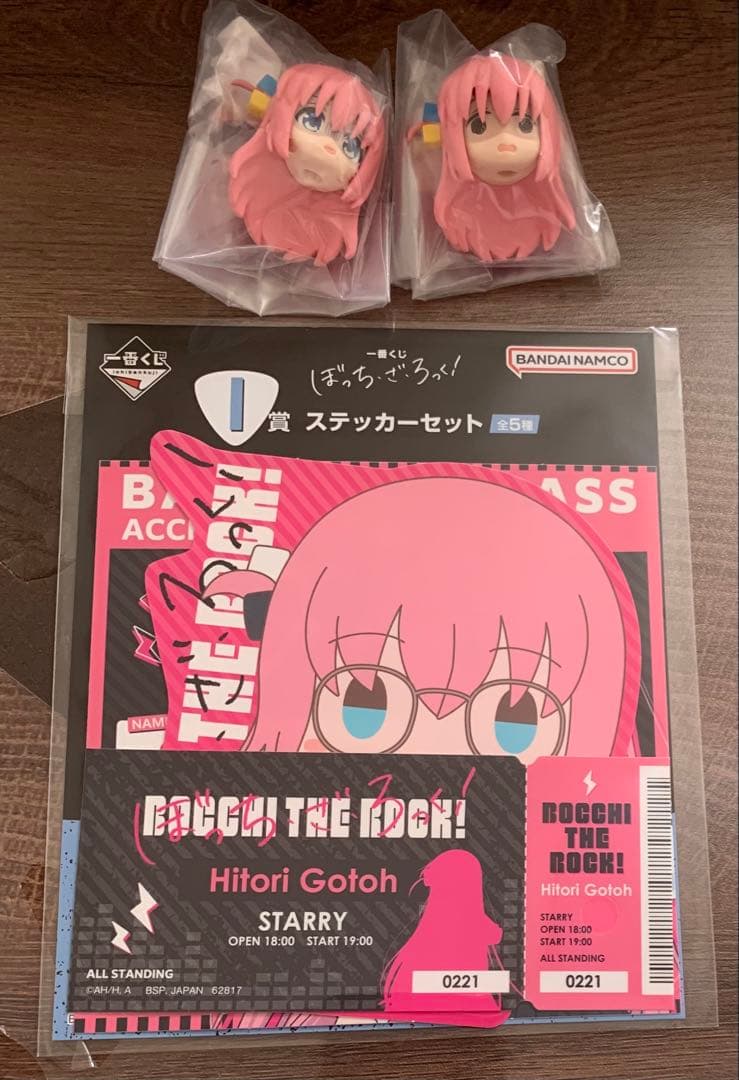 一番くじ
ichibankuji
一番くじ
ぼっち・ざ・ろっく!
BANDAI NAMCO
I賞 ステッカーセット 全5種
BA ASS
ACC
THE ROCK!
NAM
BOCCHI THE ROCK!
ぼっち・ざ・ろっく!
Hitori Gotoh
STARRY
OPEN 18:00 START 19:00
ALL STANDING
©AH/H, A BSP, JAPAN 62817
0221
BOCCHI
THE
ROCK!
Hitori Gotoh
STARRY
OPEN 18:00
START 19:00
ALL STANDING
0221